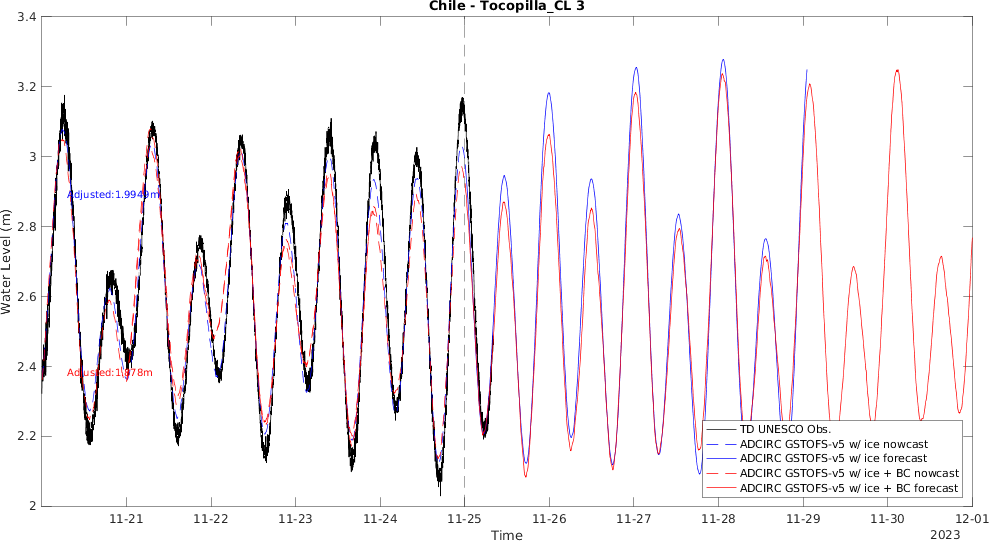 Chile - Tocopilla_CL 3
3.4
3.2
3
2.8
2.6
2.4
2.2
2
Water Level (m)
Adjusted:1.9949m
TD UNESCO Obs.
ADCIRC GSTOFS-v5 w/ ice nowcast
ADCIRC GSTOFS-v5 w/ ice forecast
ADCIRC GSTOFS-v5 w/ ice + BC nowcast
ADCIRC GSTOFS-v5 w/ ice + BC forecast
11-21
11-22
11-23
11-24
11-25
11-26
11-27
11-28
11-29
11-30
12-01
Time
2023